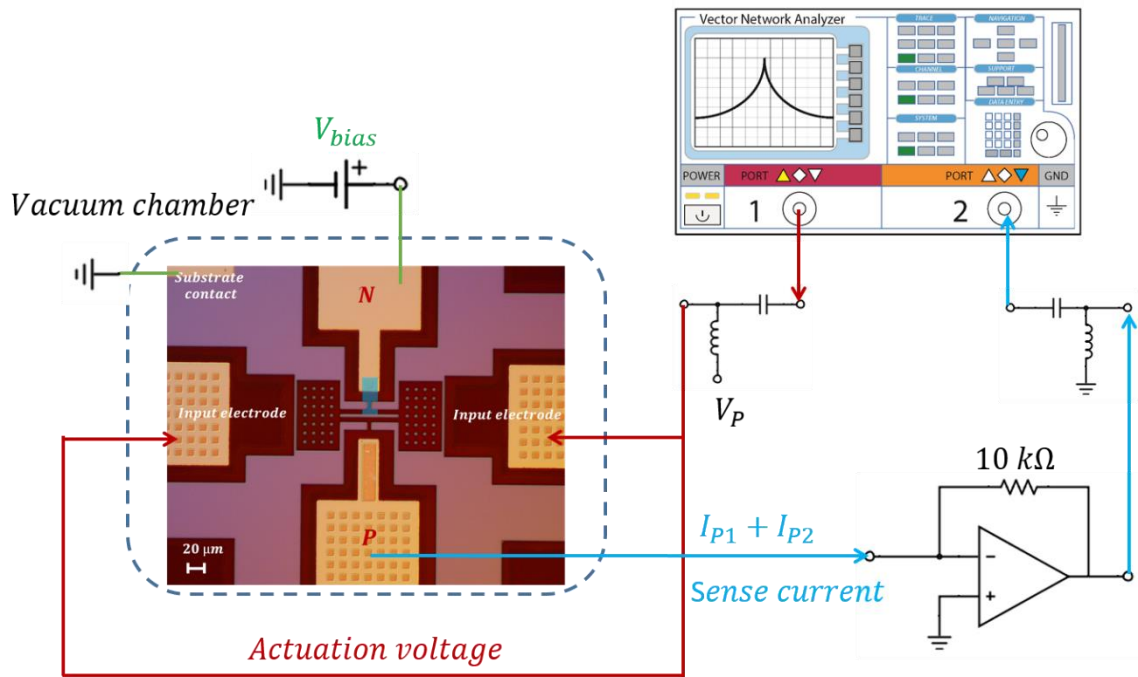 Vector Network Analyzer
TRACE
NAVIGATION
CHANNEL
SUPPORT
DATA ENTRY
SYSTEM
POWER
PORT
PORT
GND
1
2
V_bias
+
Vacuum chamber
Substrate
contact
N
Input electrode
Input electrode
P
20 μm
V_P
10 kΩ
I_P1 + I_P2
−
+
Sense current
Actuation voltage